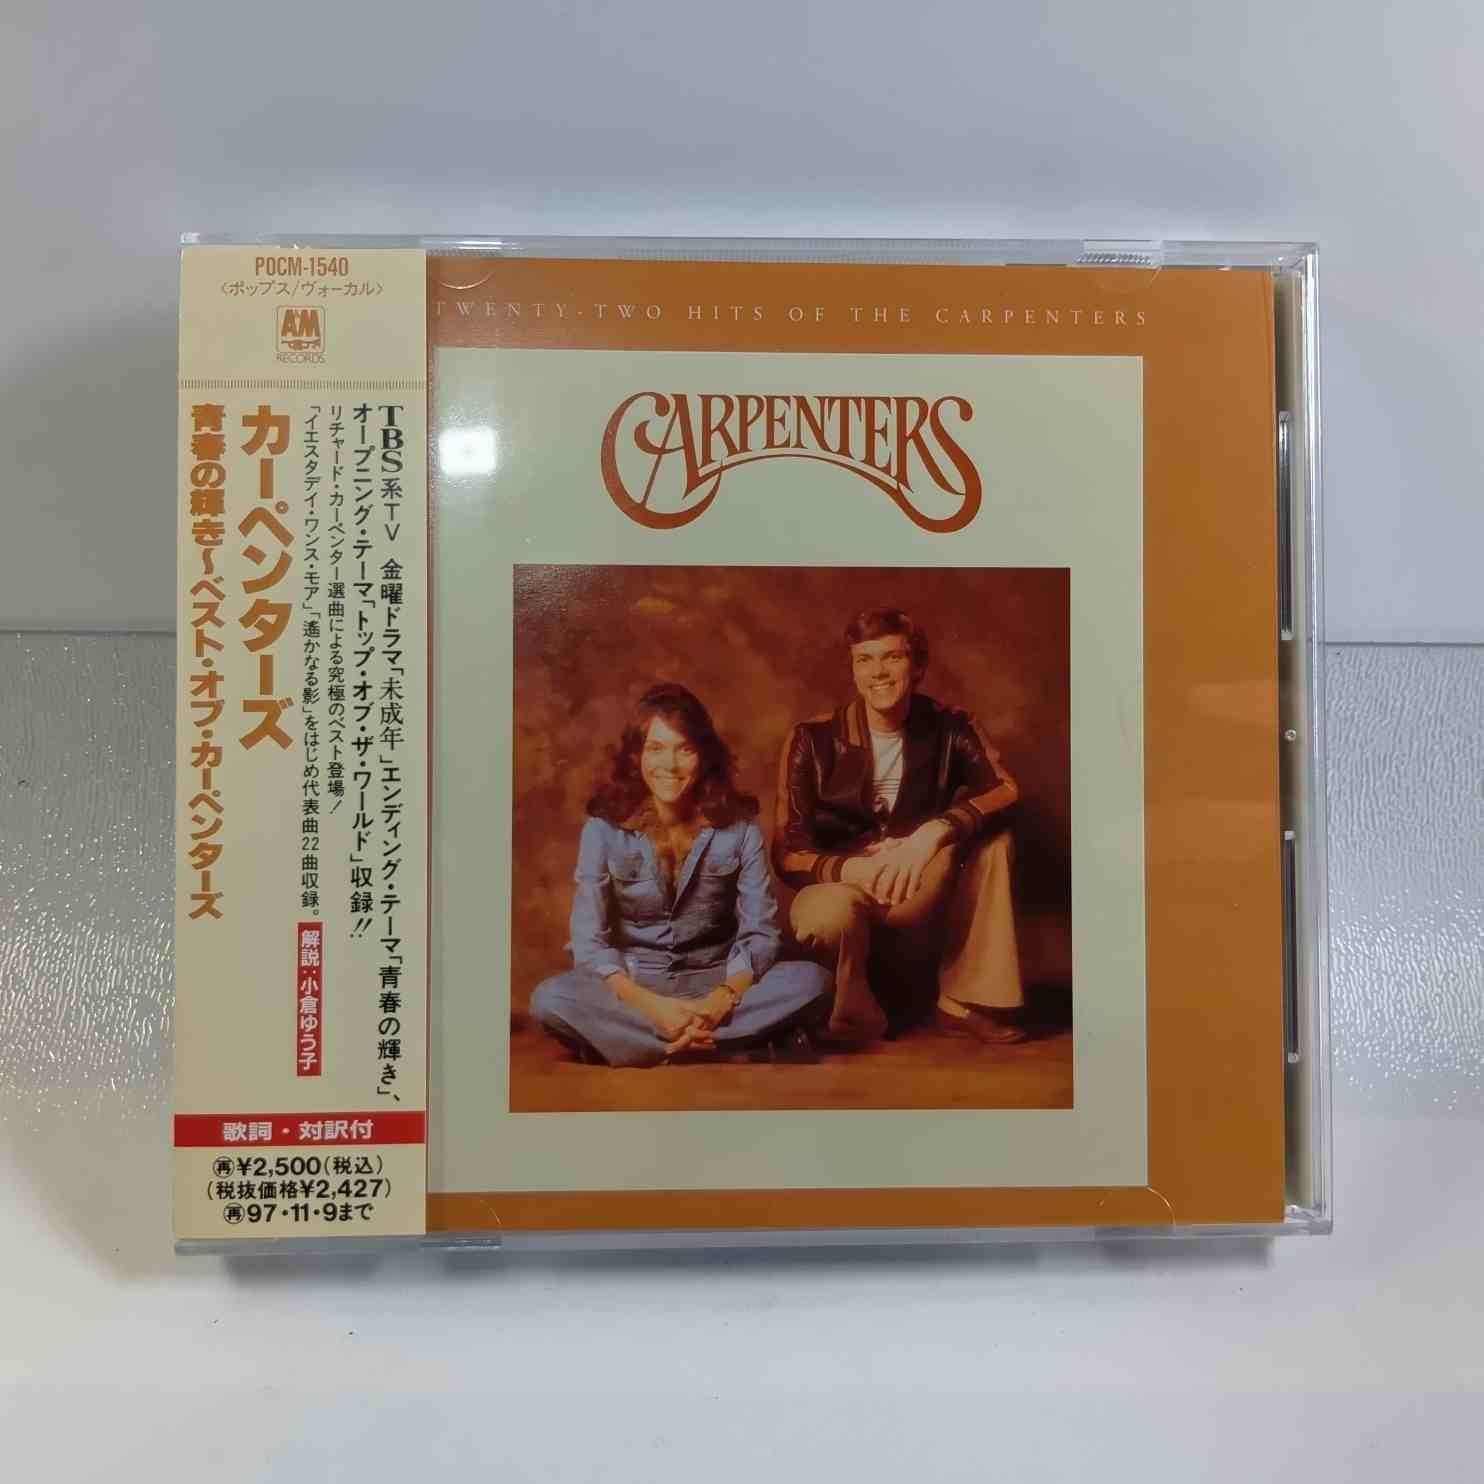 POCM-1540
〈ポップス/ヴォーカル〉
A&M
RECORDS
TBS系TV 金曜ドラマ「未成年」エンディング・テーマ「青春の輝き」、
オープニング・テーマ「トップ・オブ・ザ・ワールド」収録!!
リチャード・カーペンター選曲による究極のベスト登場!
「イエスタデイ・ワンス・モア」「遙かなる影」をはじめ代表曲22曲収録。
解説:小倉ゆう子
カーペンターズ
青春の輝き〜ベスト・オブ・カーペンターズ
歌詞・対訳付
再¥2,500(税込)
(税抜価格¥2,427)
再97・11・9まで
TWENTY-TWO HITS OF THE CARPENTERS
CARPENTERS